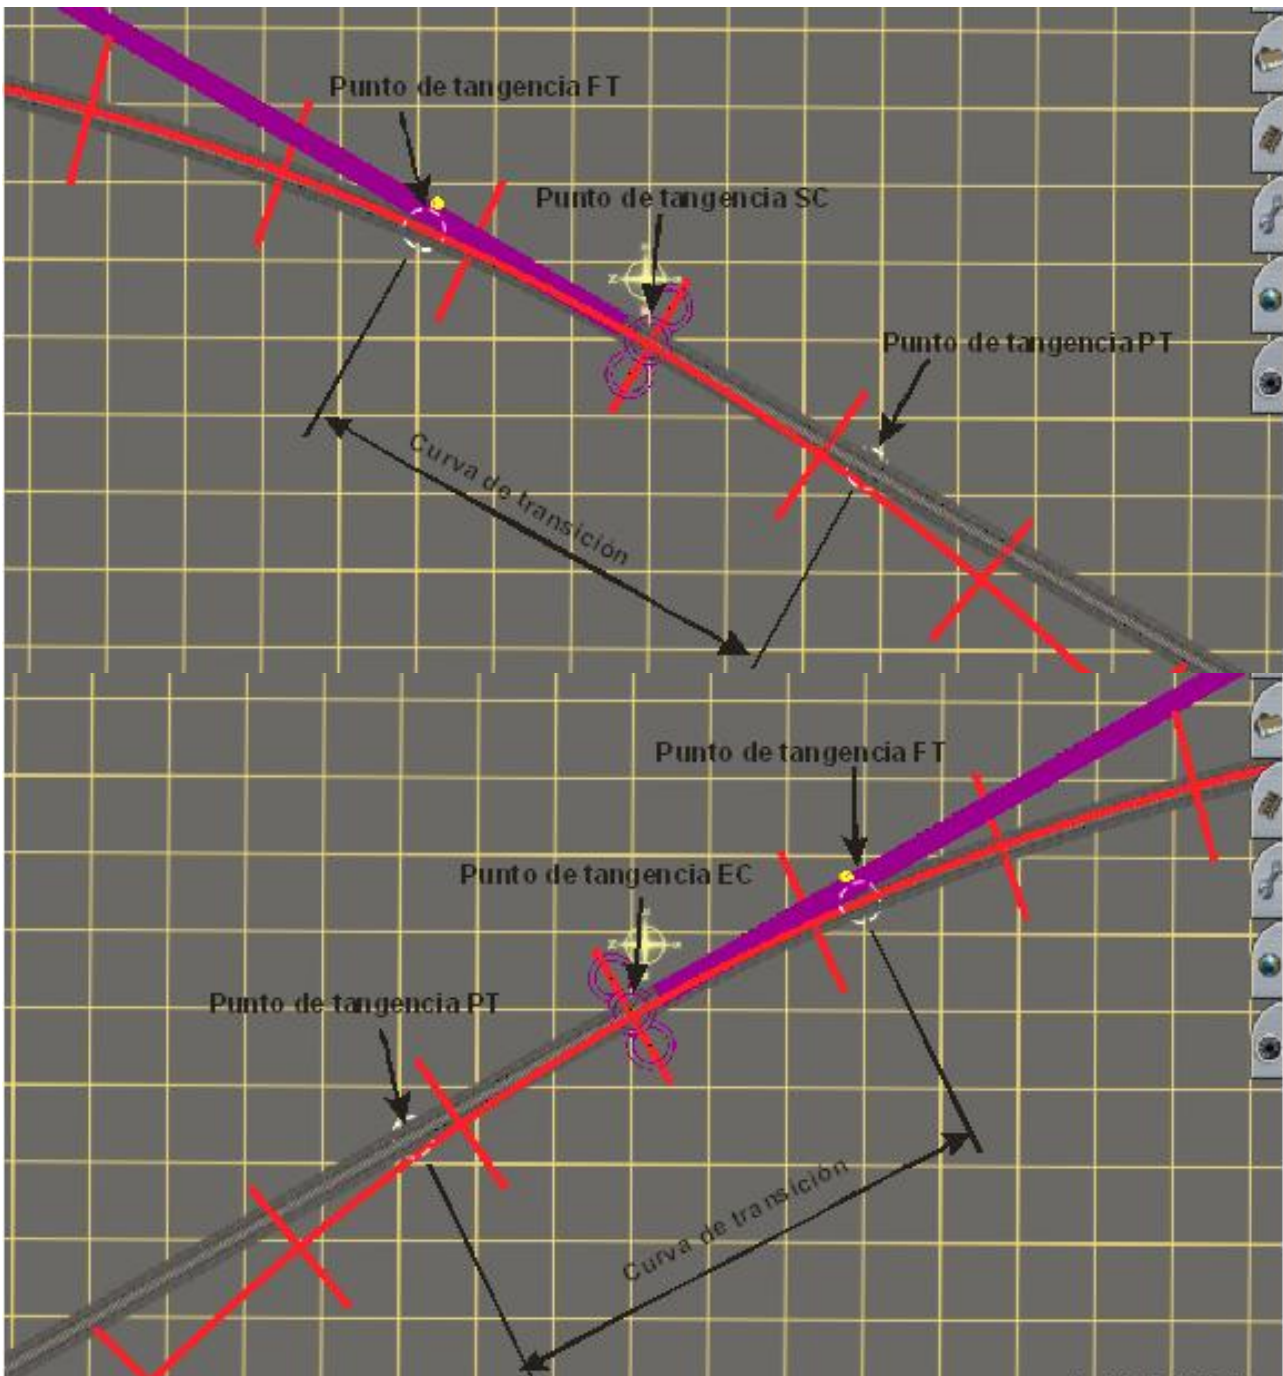 Punto de tangencia FT
Punto de tangencia SC
Punto de tangencia PT
Curva de transición
Punto de tangencia FT
Punto de tangencia EC
Punto de tangencia PT
Curva de transición